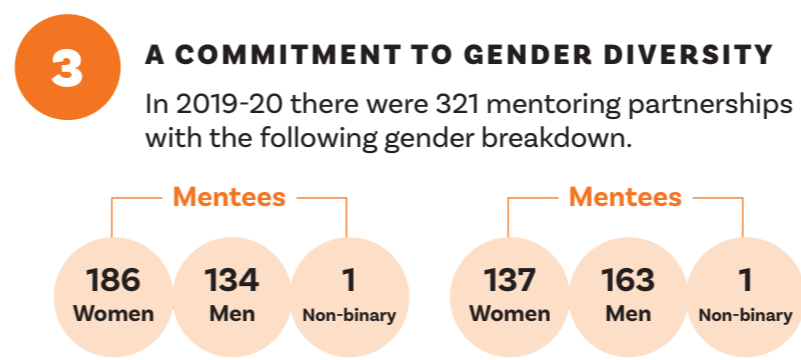 3
A COMMITMENT TO GENDER DIVERSITY
In 2019-20 there were 321 mentoring partnerships
with the following gender breakdown.
Mentees
186
Women
134
Men
1
Non-binary
Mentees
137
Women
163
Men
1
Non-binary